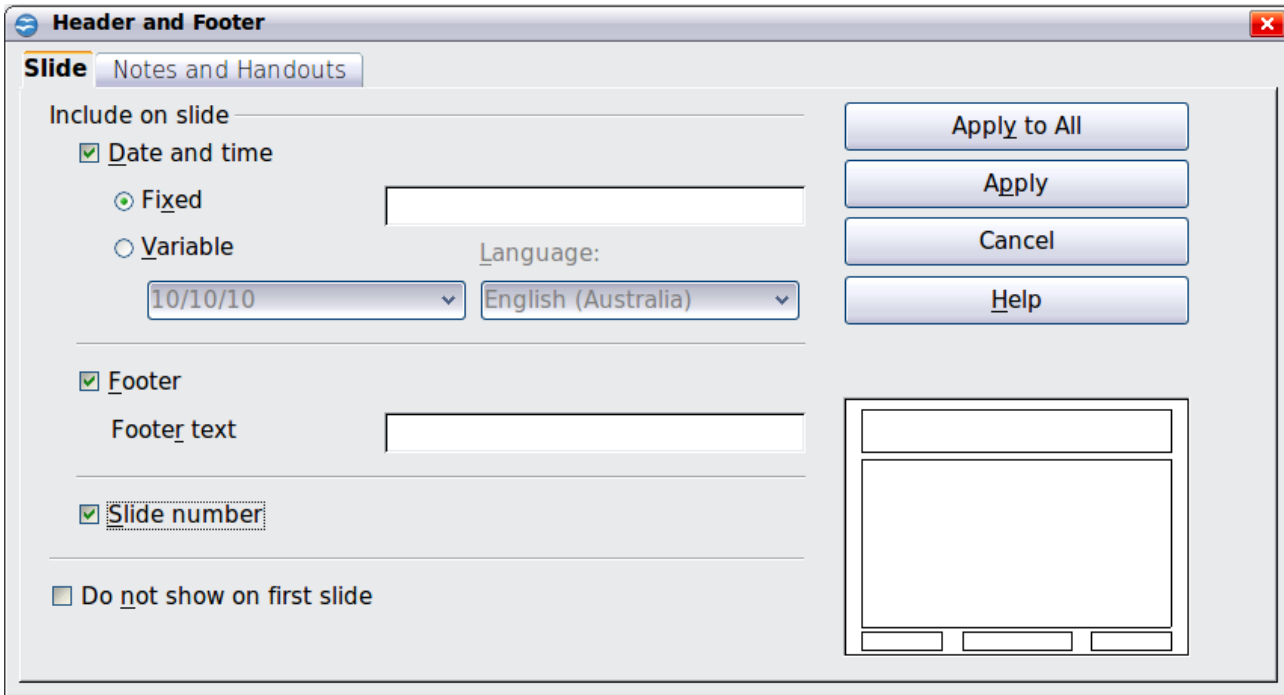 Header and Footer
Slide Notes and Handouts
Include on slide
Date and time
Fixed
Variable
Language:
10/10/10 English (Australia)
Footer
Footer text
Slide number
Do not show on first slide
Apply to All
Apply
Cancel
Help